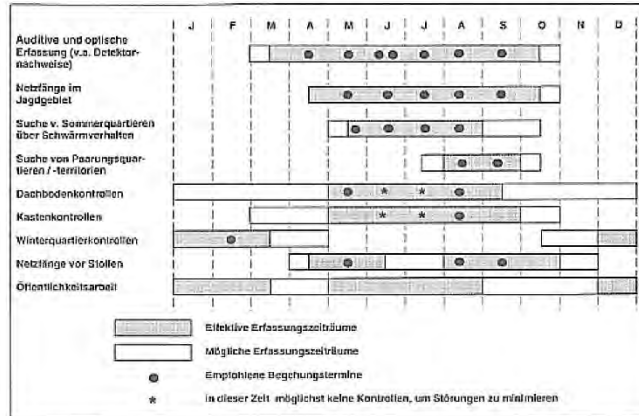 J F M A M J J A S O N D
Auditive und optische
Erfassung (v.a. Detektor-
nachweise)
Netzfänge im
Jagdgebiet
Suche v. Sommerquartieren
über Schwärmverhalten
Suche von Paarungsquar-
tieren / -territorien
Dachbodenkontrollen
Kastenkontrollen
Winterquartierkontrollen
Netzfänge vor Stollen
Öffentlichkeitsarbeit
Effektive Erfassungszeiträume
Mögliche Erfassungszeiträume
Empfohlene Begehungstermine
* in dieser Zeit möglichst keine Kontrollen, um Störungen zu minimieren